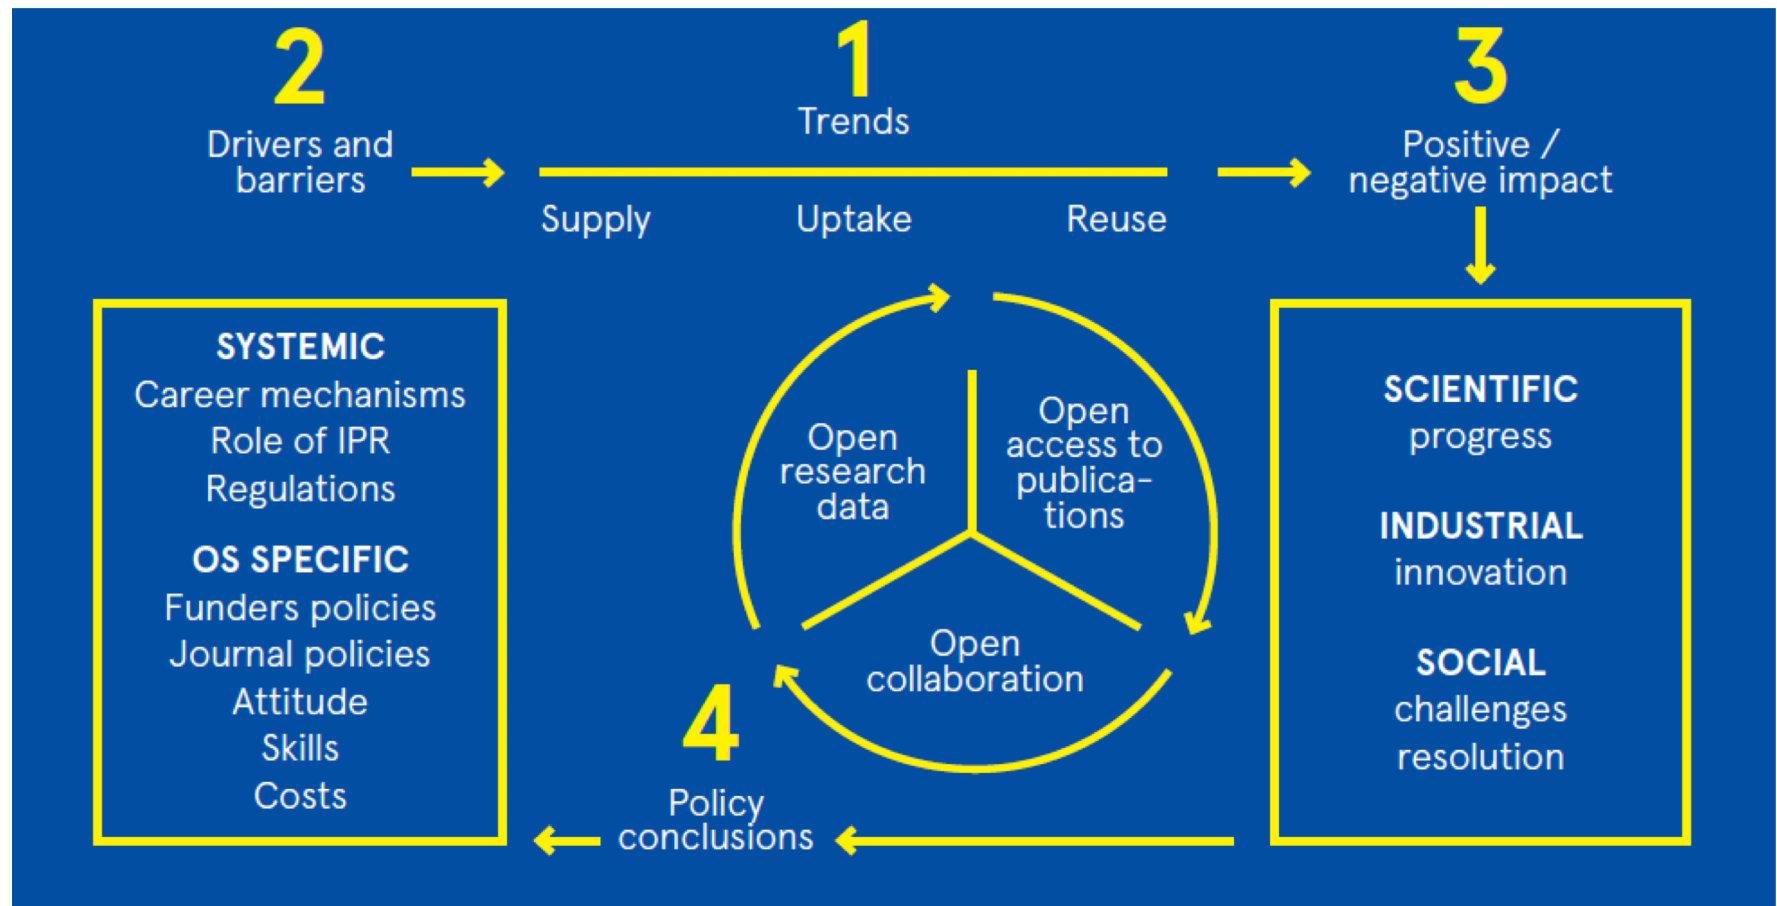 2
Drivers and
barriers
1
Trends
Supply
Uptake
Reuse
3
Positive /
negative impact
SYSTEMIC
Career mechanisms
Role of IPR
Regulations
OS SPECIFIC
Funders policies
Journal policies
Attitude
Skills
Costs
Open
research
data
Open
access to
publica-
tions
Open
collaboration
SCIENTIFIC
progress
INDUSTRIAL
innovation
SOCIAL
challenges
resolution
4
Policy
conclusions